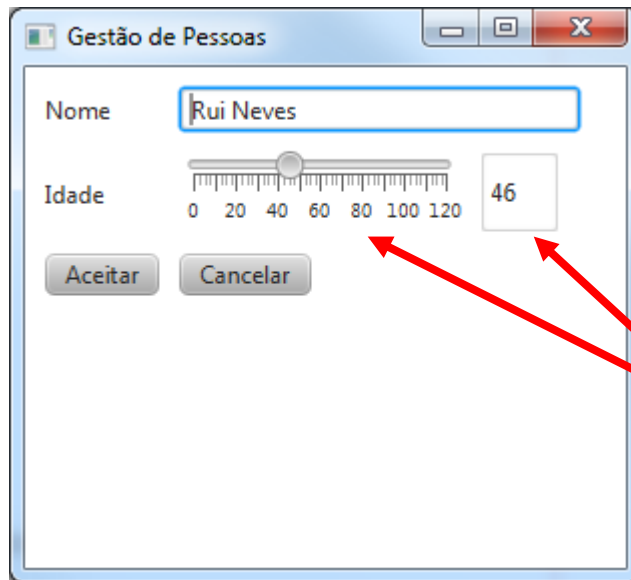 Gestão de Pessoas
Nome
Rui Neves
Idade
0 20 40 60 80 100 120
46
Aceitar Cancelar